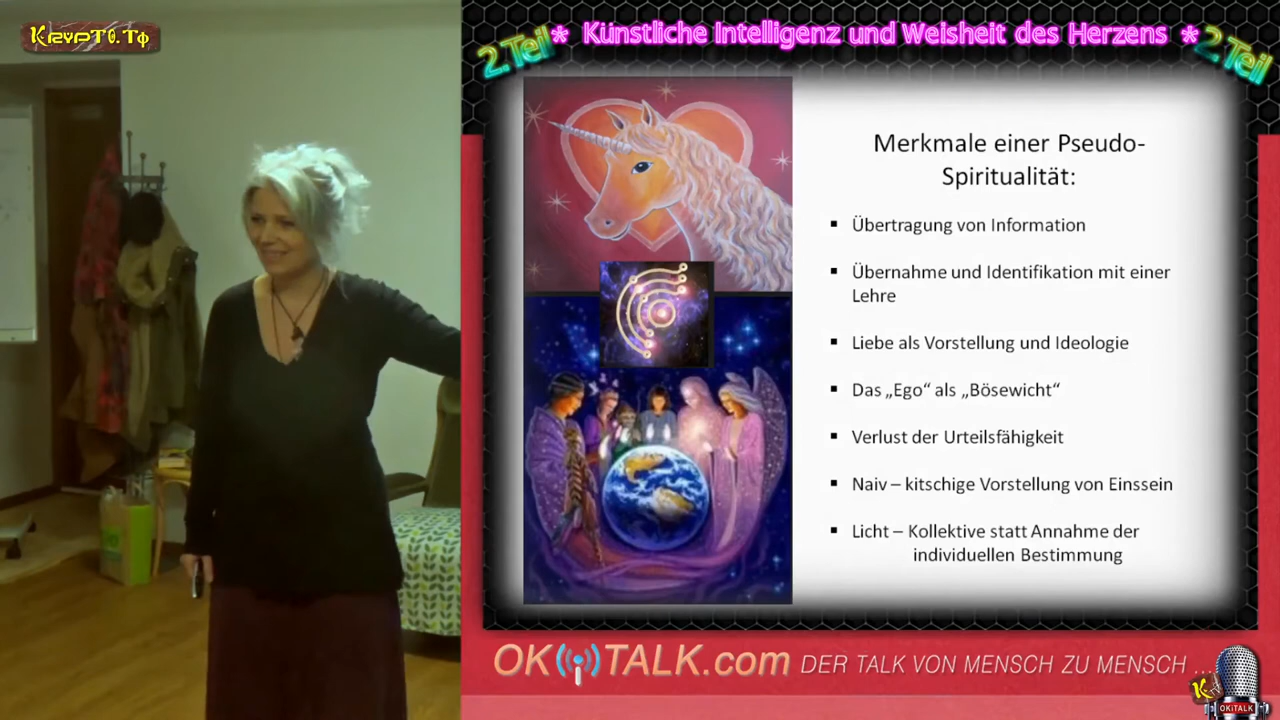 KryptO.Tφ
2.Teil* Künstliche Intelligenz und Weisheit des Herzens *2.Teil
Merkmale einer Pseudo-
Spiritualität:
▪ Übertragung von Information
▪ Übernahme und Identifikation mit einer
Lehre
▪ Liebe als Vorstellung und Ideologie
▪ Das „Ego“ als „Bösewicht“
▪ Verlust der Urteilsfähigkeit
▪ Naiv – kitschige Vorstellung von Einssein
▪ Licht – Kollektive statt Annahme der
individuellen Bestimmung
OKiTALK.com DER TALK VON MENSCH ZU MENSCH ...
OKiTALK